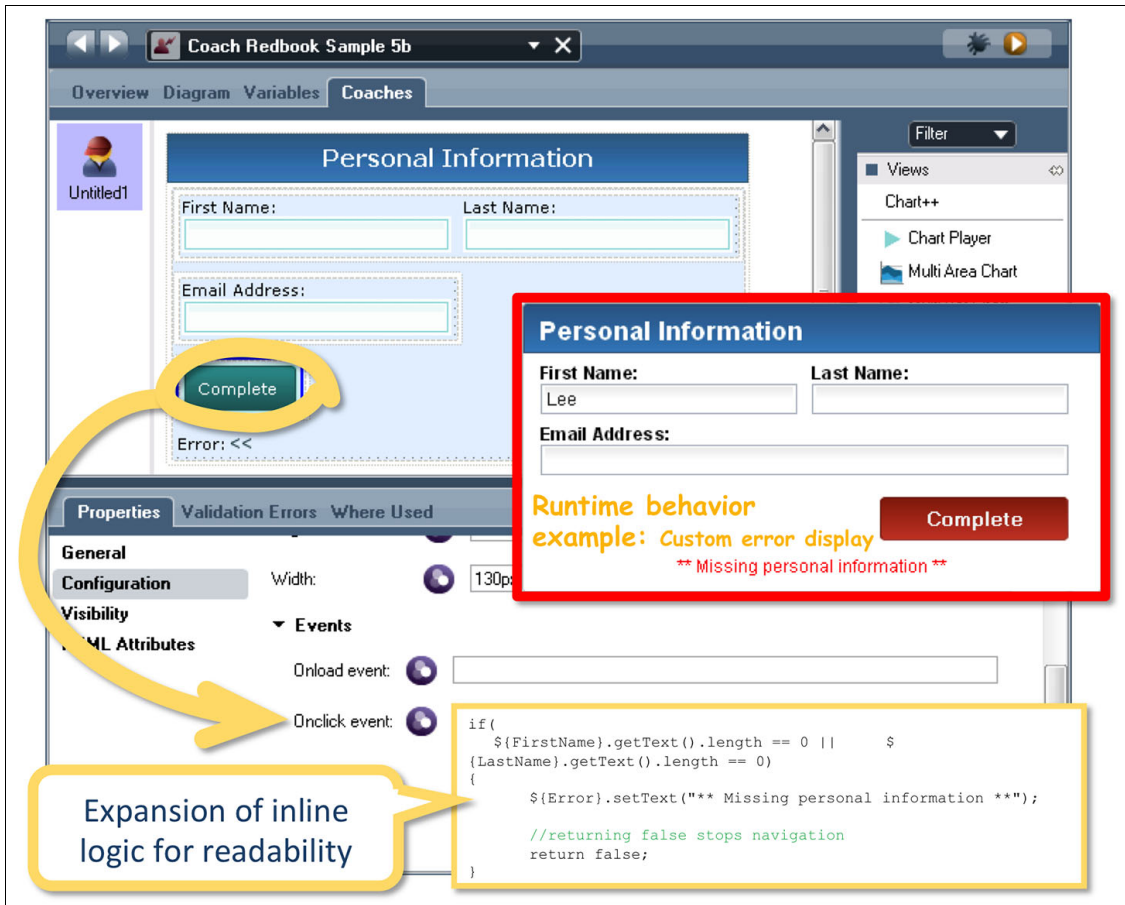 Coach Redbook Sample 5b
Overview Diagram Variables Coaches
Untitled1
Personal Information
First Name: Last Name:
Email Address:
Complete
Error: <<
Filter
Views
Chart++
Chart Player
Multi Area Chart
Personal Information
First Name: Last Name:
Lee
Email Address:
Runtime behavior
example: Custom error display
Complete
** Missing personal information **
Properties Validation Errors Where Used
General
Configuration
Visibility
ML Attributes
Width: 130p
Events
Onload event:
Onclick event:
if(
${FirstName}.getText().length == 0 || $
{LastName}.getText().length == 0)
{
${Error}.setText("** Missing personal information **");
//returning false stops navigation
return false;
}
Expansion of inline
logic for readability